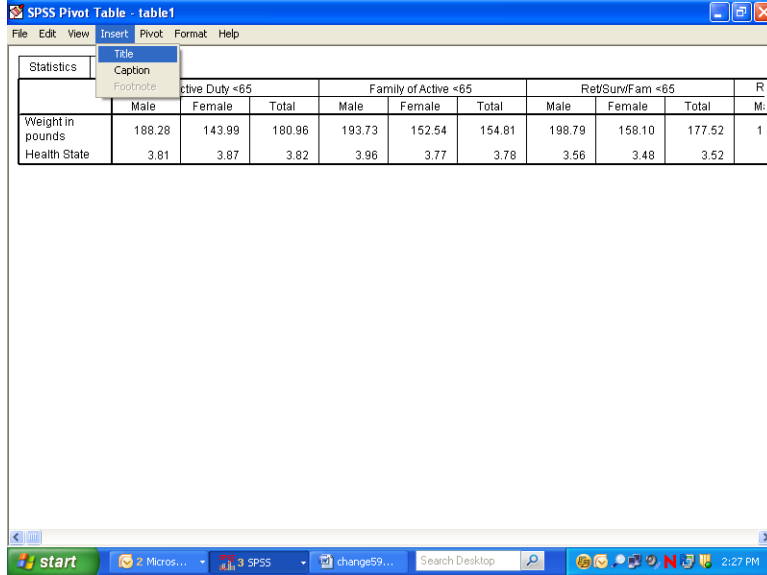 SPSS Pivot Table - table1
File Edit View Insert Pivot Format Help
Title
Caption
Footnote
Statistics
ctive Duty <65 Family of Active <65 Ret/Surv/Fam <65 R
Male Female Total Male Female Total Male Female Total
Weight in
pounds 188.28 143.99 180.96 193.73 152.54 154.81 198.79 158.10 177.52 1
Health State 3.81 3.87 3.82 3.96 3.77 3.78 3.56 3.48 3.52
start 2 Micros... 3 SPSS change59... Search Desktop N 2:27 PM